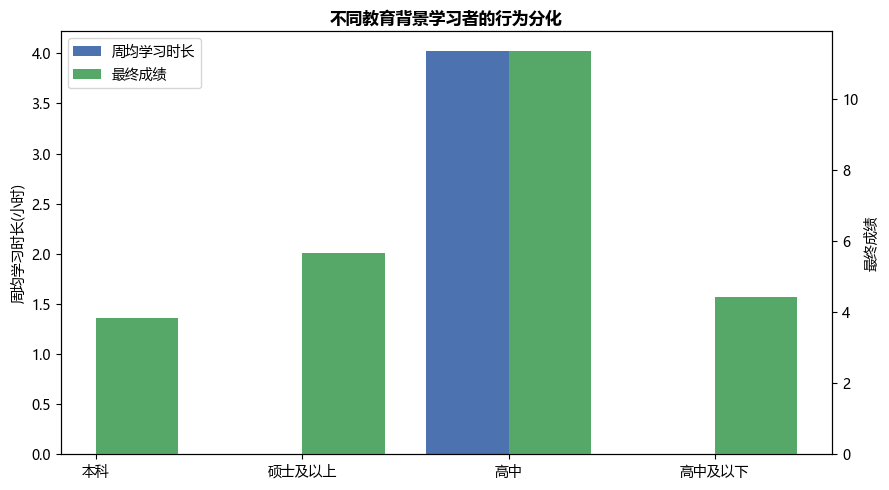 不同教育背景学习者的行为分化
周均学习时长
最终成绩
4.0
3.5
3.0
2.5
2.0
1.5
1.0
0.5
0.0
周均学习时长(小时)
10
8
6
4
2
0
最终成绩
本科
硕士及以上
高中
高中及以下